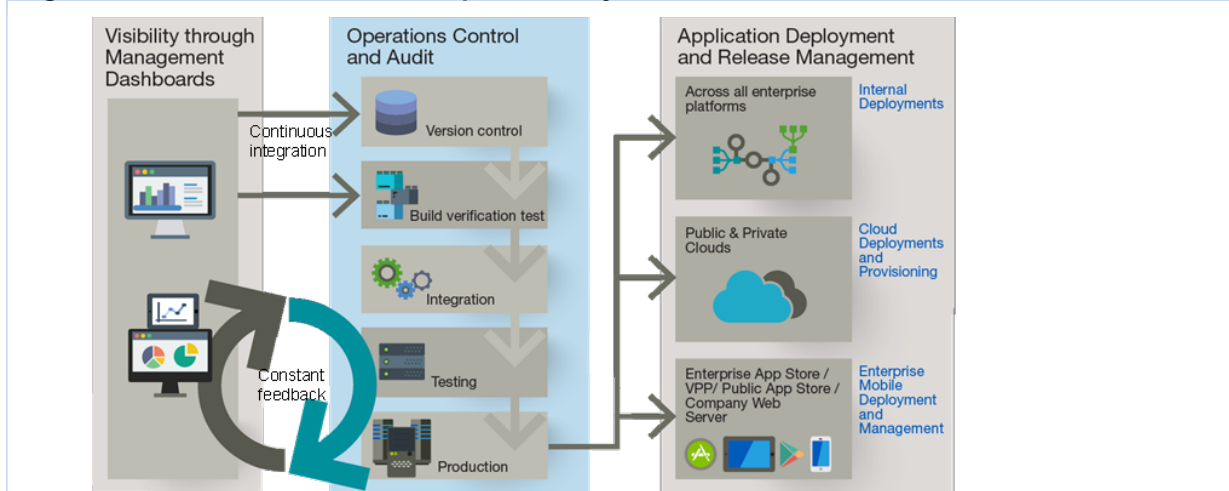 Visibility through
Management
Dashboards
Continuous
integration
Constant
feedback
Operations Control
and Audit
Version control
Build verification test
Integration
Testing
Production
Application Deployment
and Release Management
Across all enterprise
platforms
Internal
Deployments
Public & Private
Clouds
Cloud
Deployments
and
Provisioning
Enterprise App Store /
VPP/ Public App Store /
Company Web
Server
Enterprise
Mobile
Deployment
and
Management